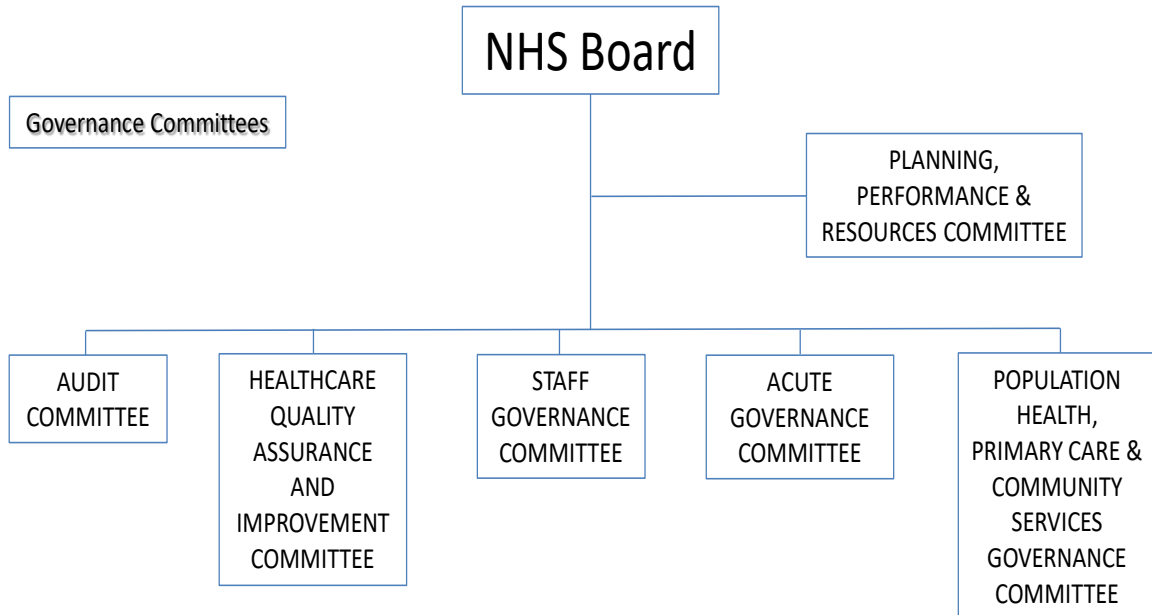 NHS Board
Governance Committees
PLANNING,
PERFORMANCE &
RESOURCES COMMITTEE
AUDIT
COMMITTEE
HEALTHCARE
QUALITY
ASSURANCE
AND
IMPROVEMENT
COMMITTEE
STAFF
GOVERNANCE
COMMITTEE
ACUTE
GOVERNANCE
COMMITTEE
POPULATION
HEALTH,
PRIMARY CARE &
COMMUNITY
SERVICES
GOVERNANCE
COMMITTEE